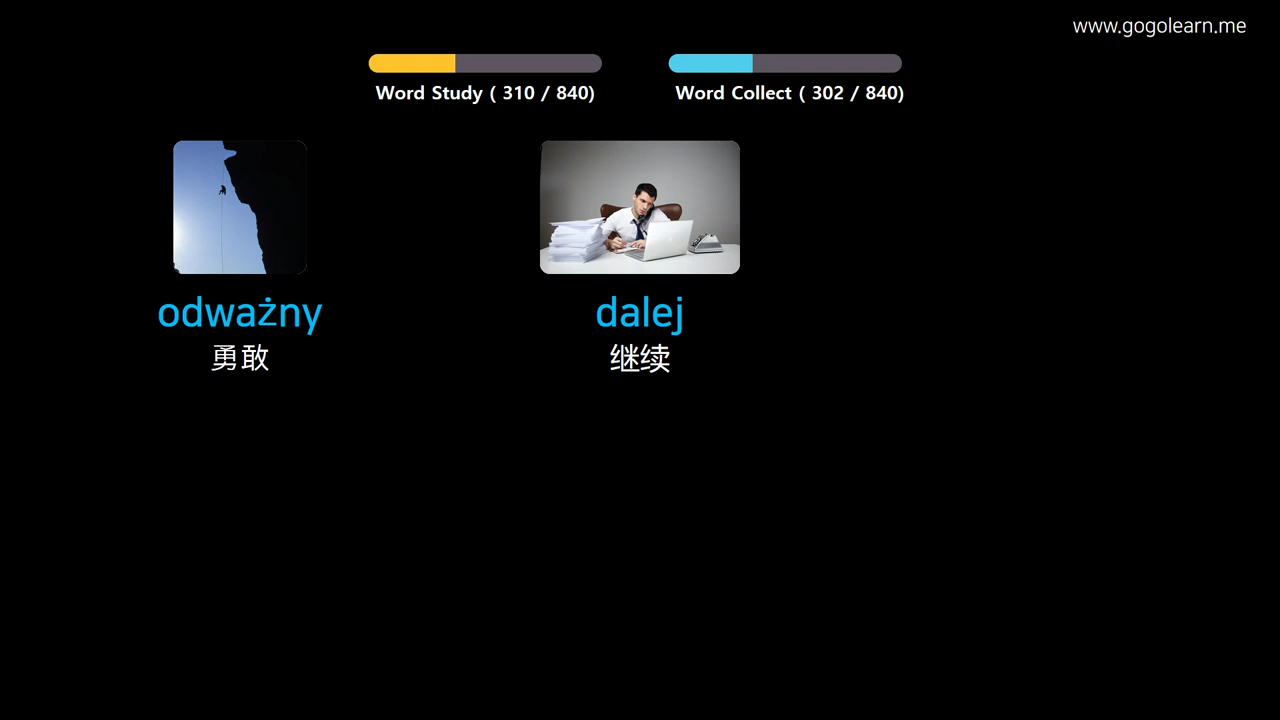 www.gogolearn.me
Word Study ( 310 / 840)
Word Collect ( 302 / 840)
odważny
勇敢
dalej
继续